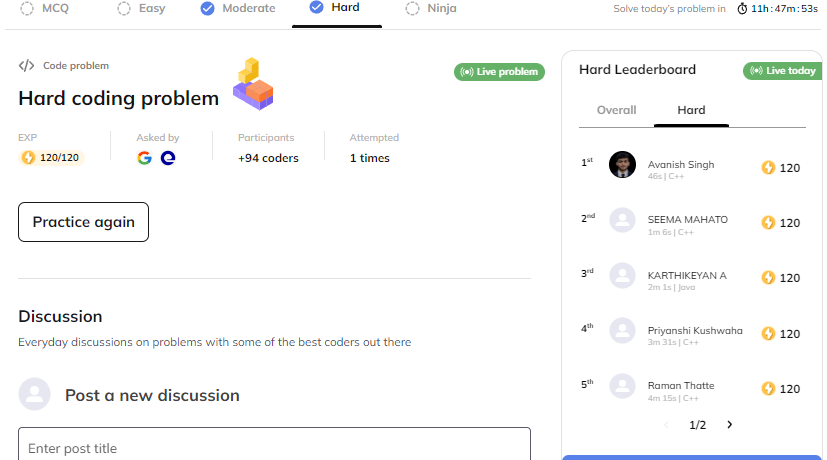 MCQ
Easy
Moderate
Hard
Ninja
Solve today's problem in 11h : 47m : 53s
</> Code problem
Live problem
Hard coding problem
EXP
Asked by
Participants
Attempted
120/120
+94 coders
1 times
Practice again
Discussion
Everyday discussions on problems with some of the best coders out there
Post a new discussion
Enter post title
Hard Leaderboard
Live today
Overall
Hard
1st
Avanish Singh
46s | C++
120
2nd
SEEMA MAHATO
1m 6s | C++
120
3rd
KARTHIKEYAN A
2m 1s | Java
120
4th
Priyanshi Kushwaha
3m 31s | C++
120
5th
Raman Thatte
4m 15s | C++
120
1/2